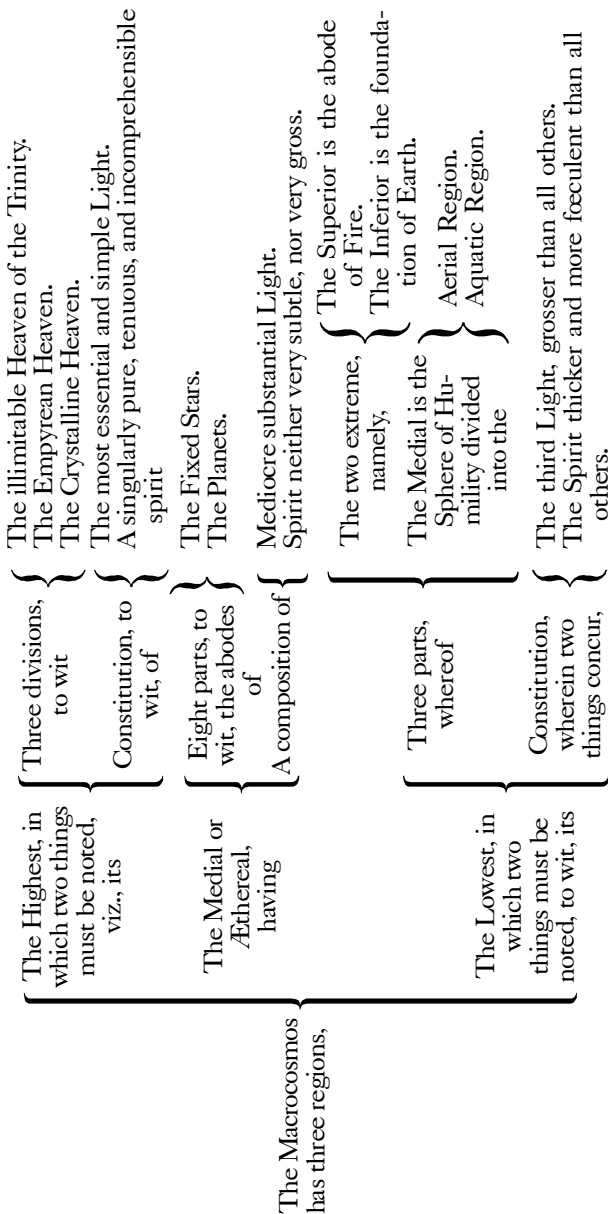 The Macrocosmos
has three regions,
The Highest, in
which two things
must be noted,
viz., its
Three divisions,
to wit
The illimitable Heaven of the Trinity.
The Empyrean Heaven.
The Crystalline Heaven.
Constitution, to
wit, of
The most essential and simple Light.
A singularly pure, tenuous, and incomprehensible
spirit
The Medial or
Æthereal,
having
Eight parts, to
wit, the abodes
of
The Fixed Stars.
The Planets.
A composition of
Mediocre substantial Light.
Spirit neither very subtle, nor very gross.
The Lowest, in
which two
things must be
noted, to wit, its
Three parts,
whereof
The two extreme,
namely,
The Superior is the abode
of Fire.
The Inferior is the founda-
tion of Earth.
The Medial is the
Sphere of Hu-
mility divided
into the
Aerial Region.
Aquatic Region.
Constitution,
wherein two
things concur,
The third Light, grosser than all others.
The Spirit thicker and more fœculent than all
others.